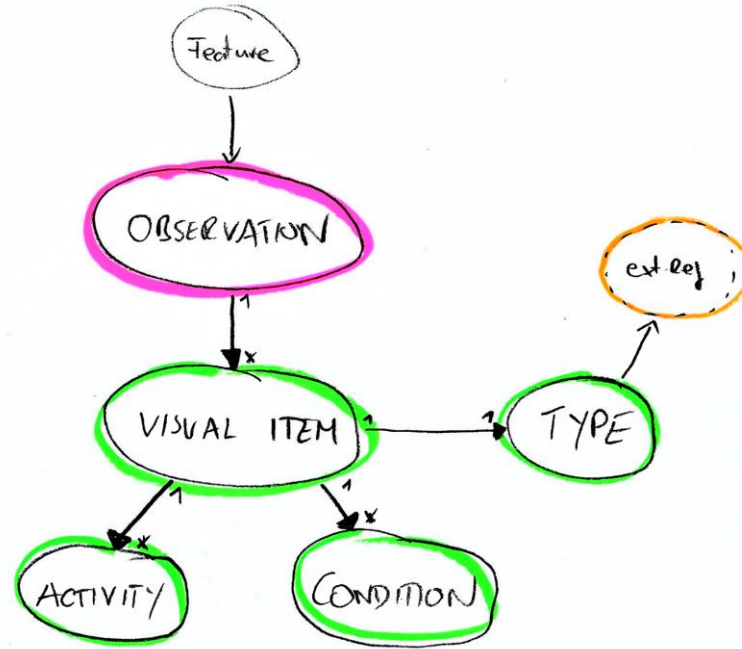 Feature
OBSERVATION
1
*
ext. Ref
VISUAL ITEM
1
1
TYPE
1
*
1
*
ACTIVITY
CONDITION